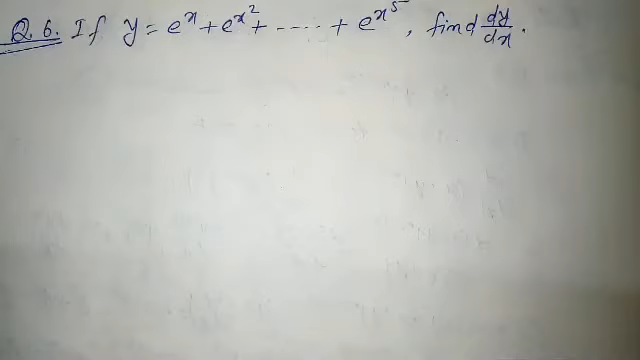 Q.6. If y = e^x + e^x^2 + ..... + e^x^5, find dy/dx.